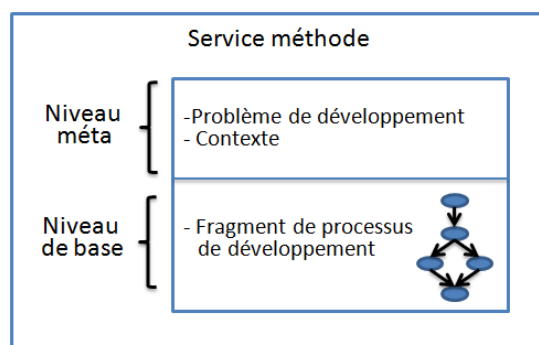 Service méthode
Niveau
méta
-Problème de développement
- Contexte
Niveau
de base
- Fragment de processus
de développement